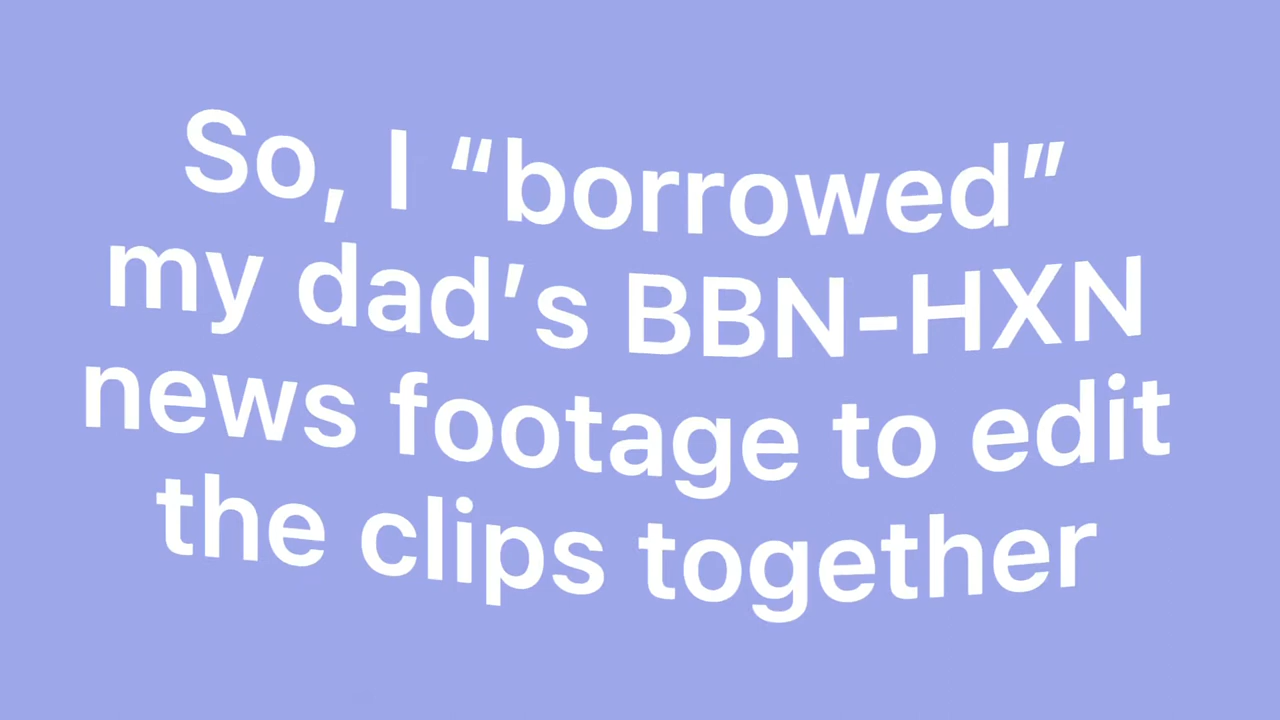 So, I “borrowed”
my dad’s BBN-HXN
news footage to edit
the clips together